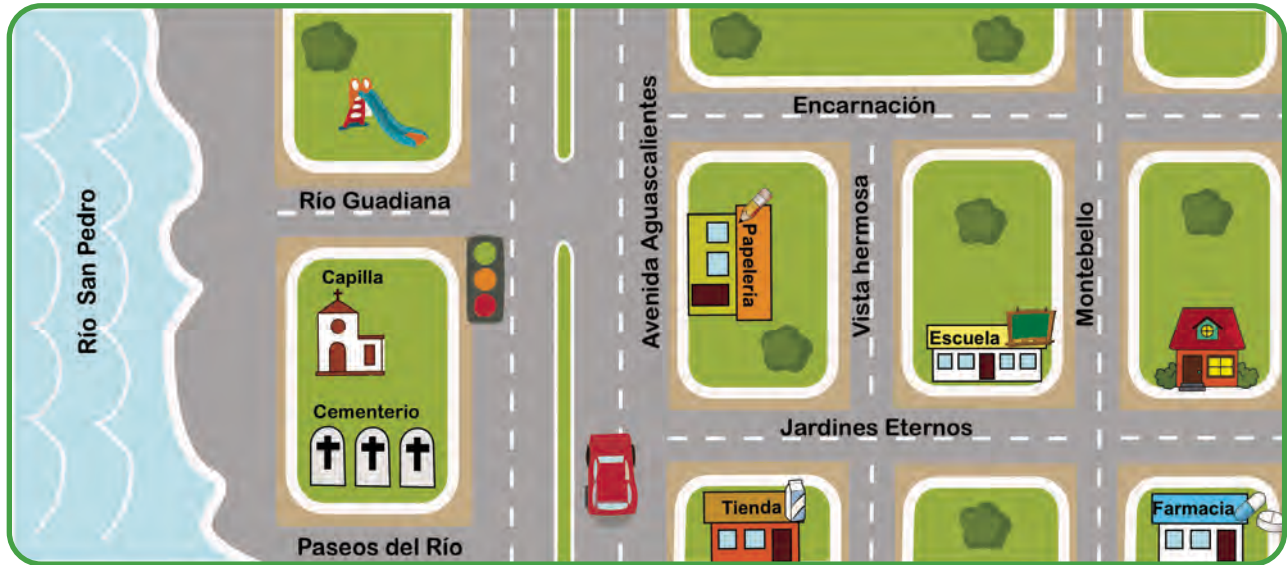 Encarnación
Río Guadiana
Río San Pedro
Avenida Aguascalientes
Papelería
Vista hermosa
Montebello
Capilla
Escuela
Cementerio
Jardines Eternos
Tienda
Farmacia
Paseos del Río